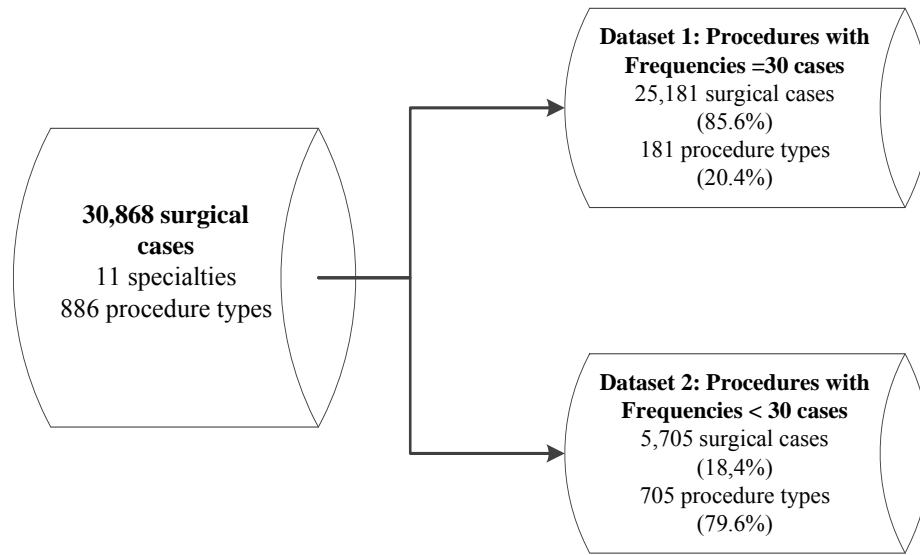 30,868 surgical
cases
11 specialties
886 procedure types
Dataset 1: Procedures with
Frequencies =30 cases
25,181 surgical cases
(85.6%)
181 procedure types
(20.4%)
Dataset 2: Procedures with
Frequencies < 30 cases
5,705 surgical cases
(18,4%)
705 procedure types
(79.6%)